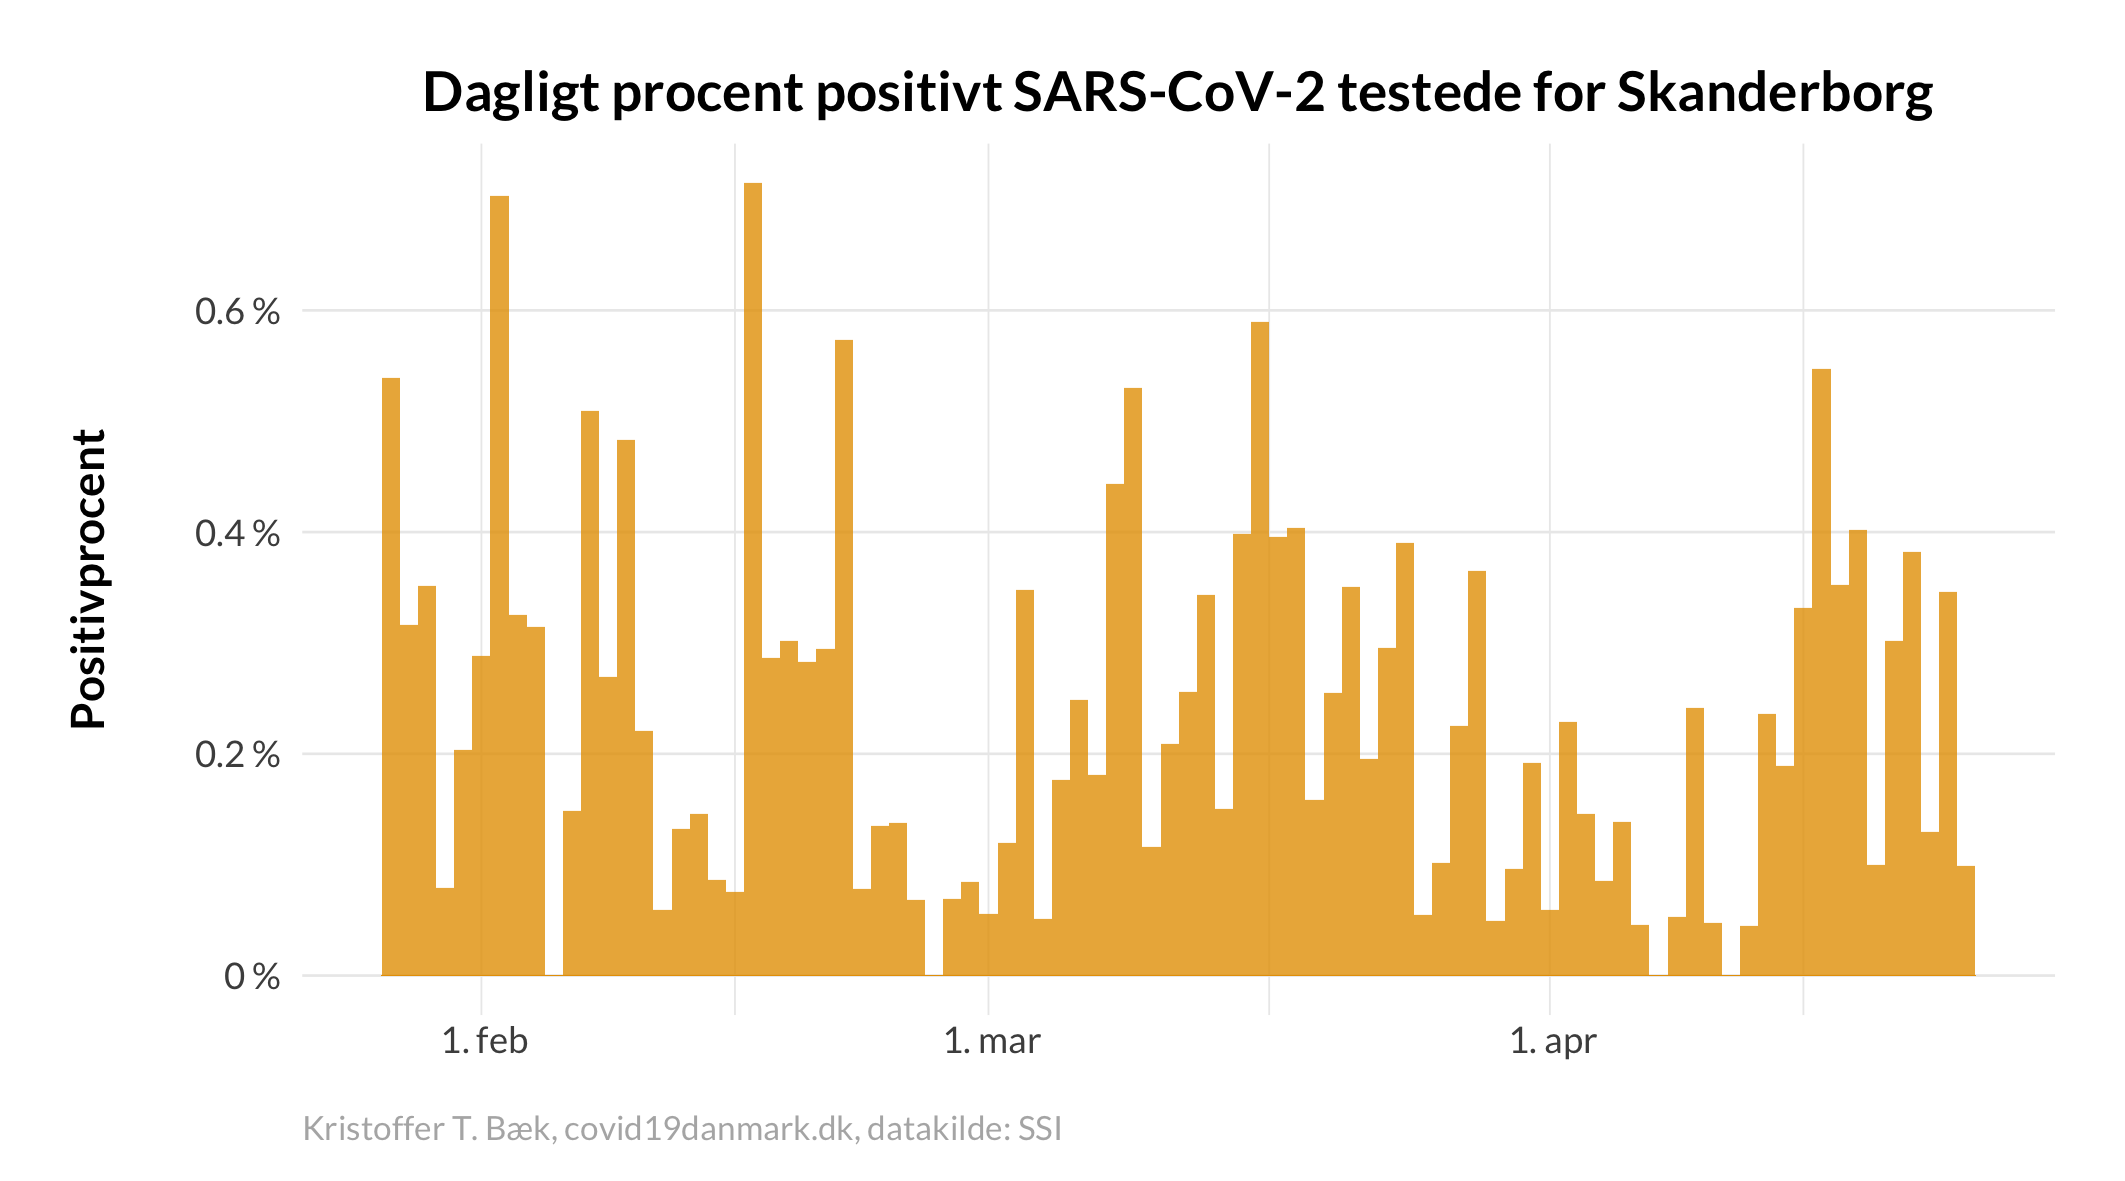 Dagligt procent positivt SARS-CoV-2 testede for Skanderborg
Positivprocent
0.6 %
0.4 %
0.2 %
0 %
1. feb
1. mar
1. apr
Kristoffer T. Bæk, covid19danmark.dk, datakilde: SSI